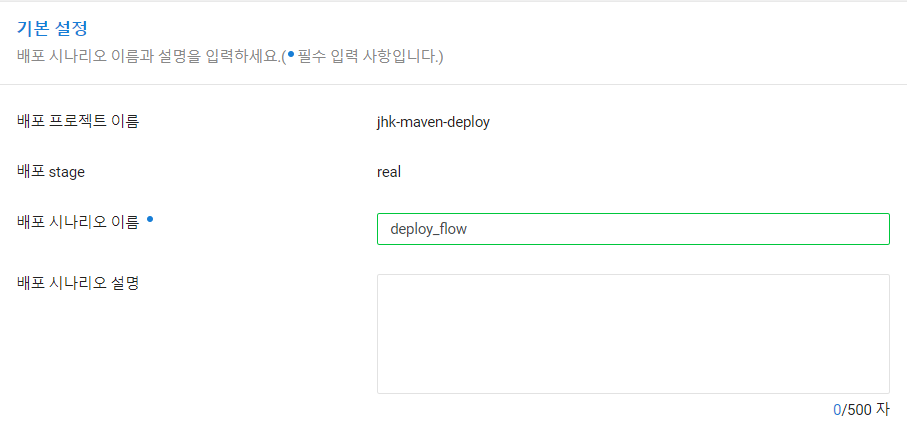 기본 설정
배포 시나리오 이름과 설명을 입력하세요.(•필수 입력 사항입니다.)
배포 프로젝트 이름 jhk-maven-deploy
배포 stage real
배포 시나리오 이름 • deploy_flow
배포 시나리오 설명
0/500 자